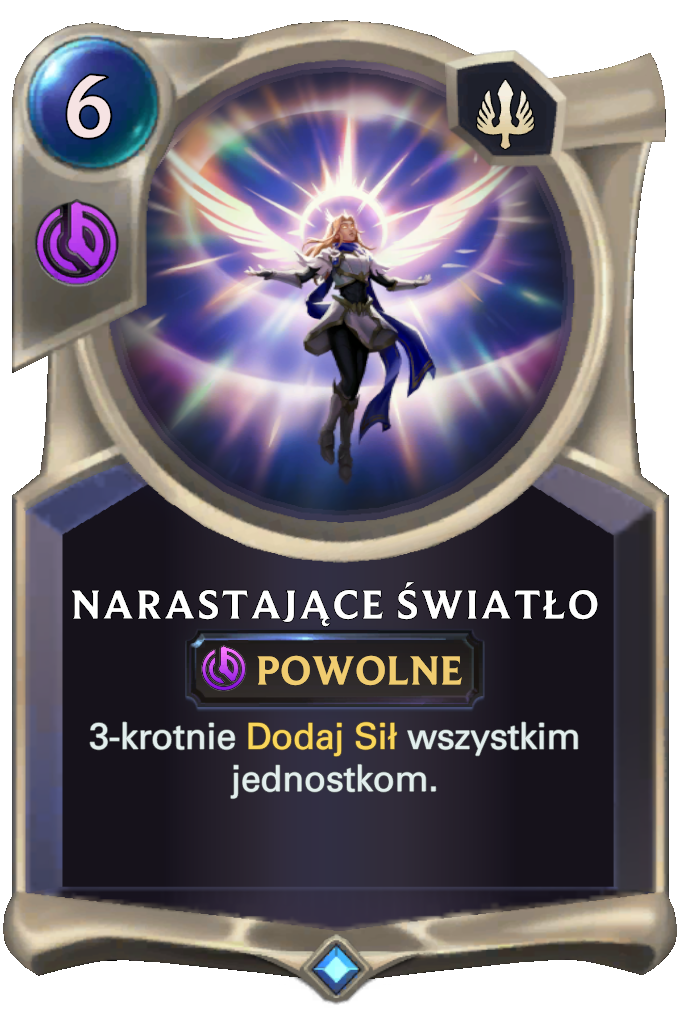 6
NARASTAJĄCE ŚWIATŁO
POWOLNE
3-krotnie Dodaj Sił wszystkim
jednostkom.